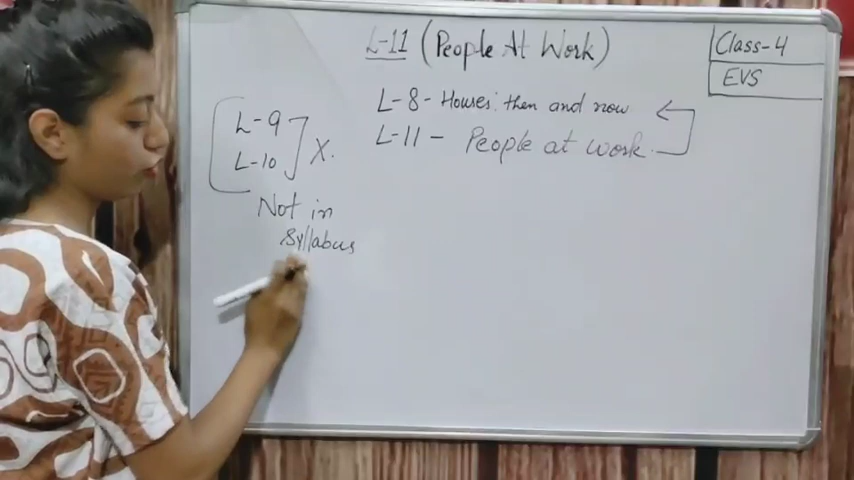 L-11 (People At Work)
Class-4
EVS
L-8 - Houses: then and now
L-11 - People at work.
L-9
L-10
X.
Not in
Syllabus